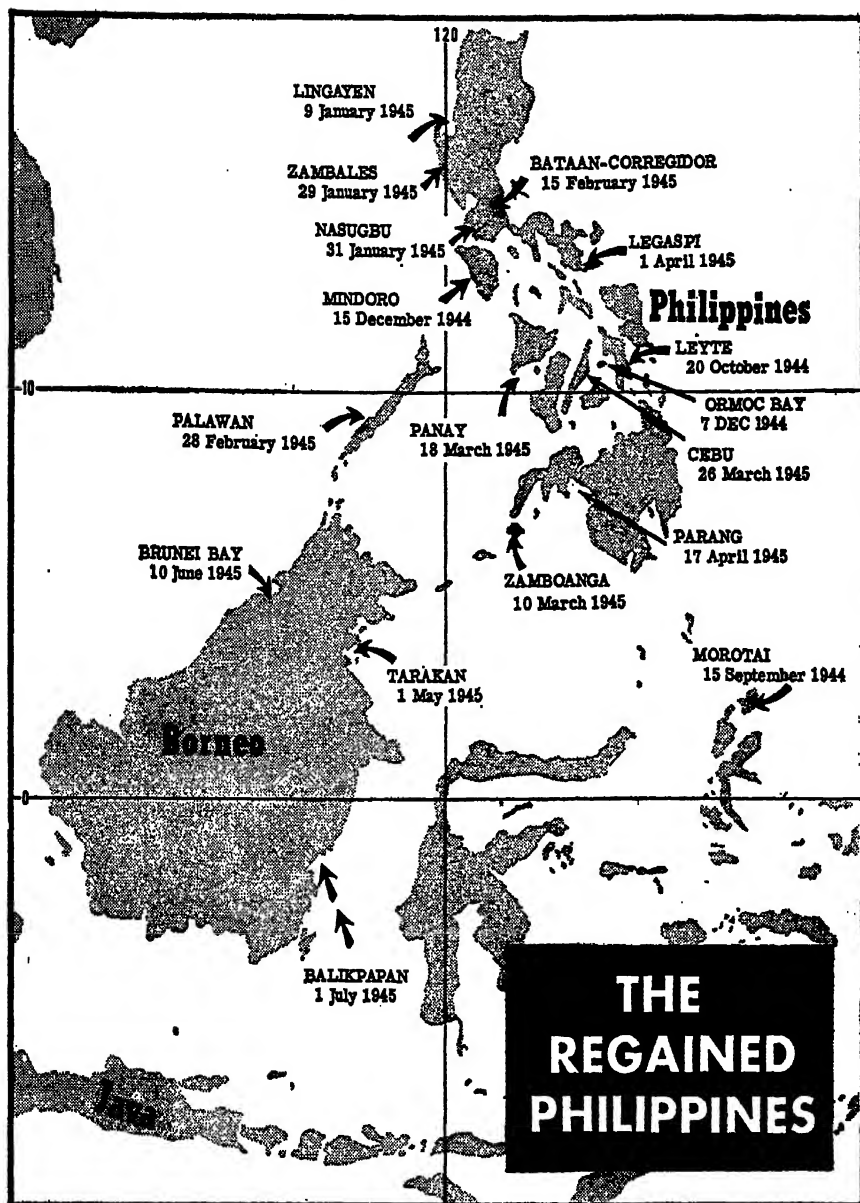 120
LINGAYEN
9 January 1945
ZAMBALES
29 January 1945
BATAAN-CORREGIDOR
15 February 1945
NASUGBU
31 January 1945
LEGASPI
1 April 1945
MINDORO
15 December 1944
Philippines
LEYTE
20 October 1944
10
ORMOC BAY
7 DEC 1944
PALAWAN
28 February 1945
PANAY
18 March 1945
CEBU
26 March 1945
PARANG
17 April 1945
BRUNEI BAY
10 June 1945
ZAMBOANGA
10 March 1945
MOROTAI
15 September 1944
TARAKAN
1 May 1945
Borneo
0
BALIKPAPAN
1 July 1945
THE
REGAINED
PHILIPPINES
Java